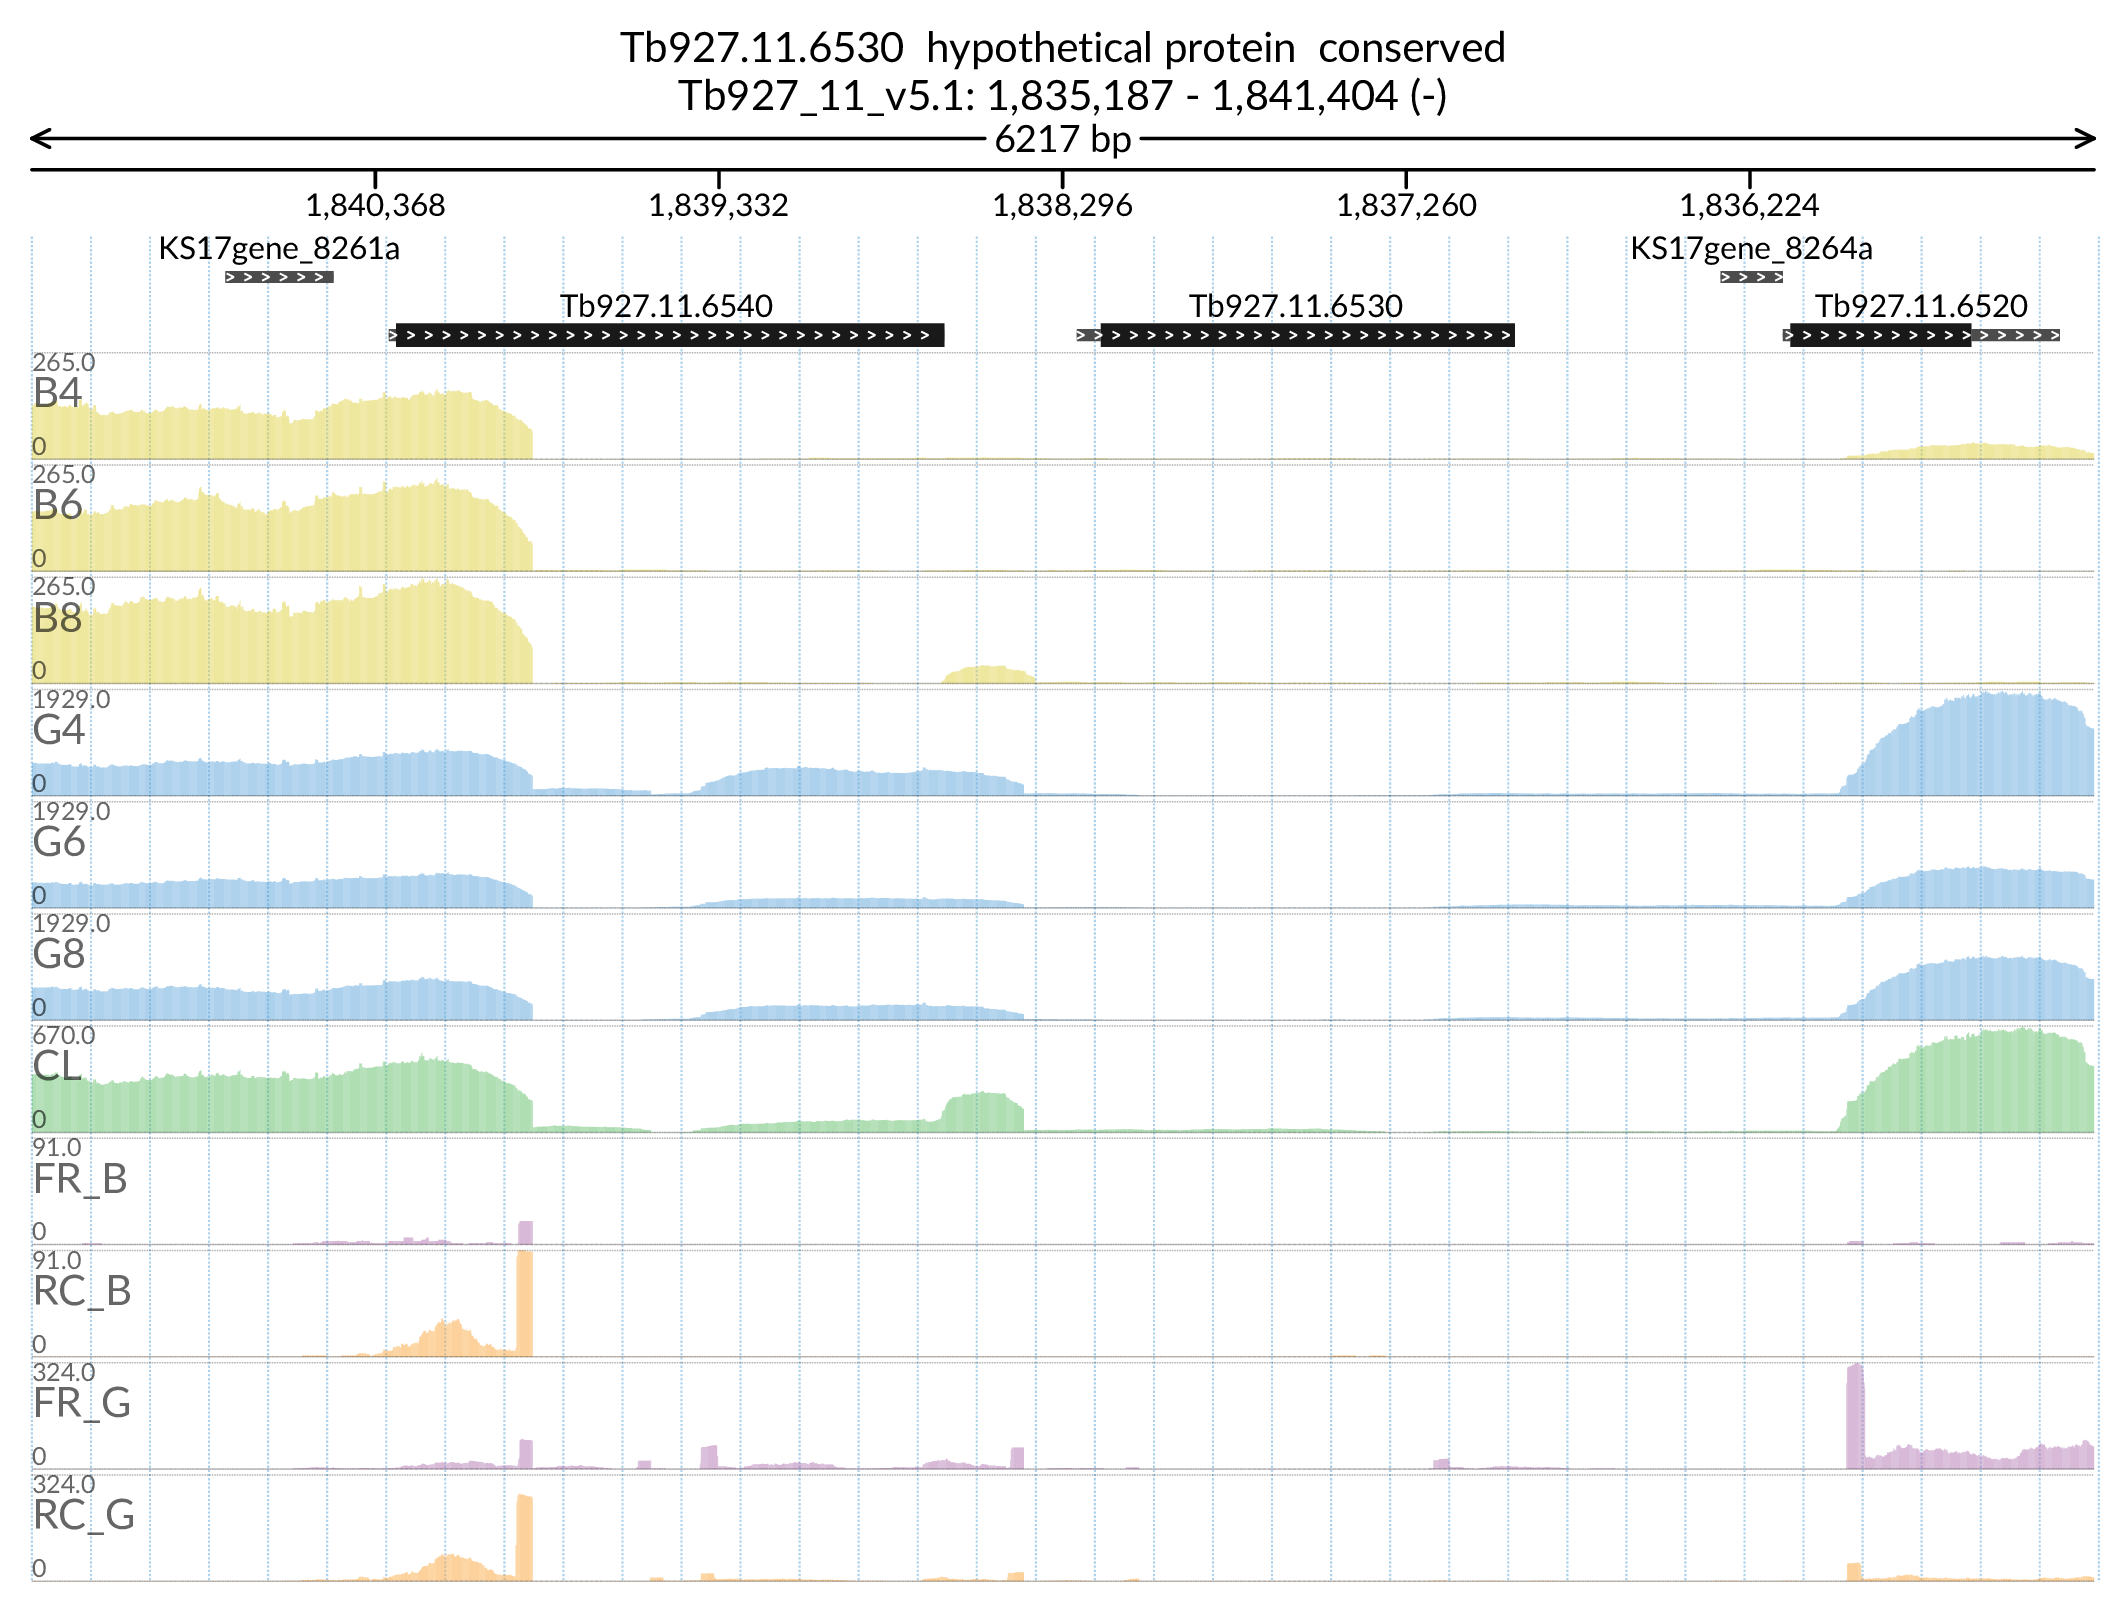 Tb927.11.6530  hypothetical protein  conserved
Tb927_11_v5.1: 1,835,187 - 1,841,404 (-)
6217 bp
1,840,368 1,839,332 1,838,296 1,837,260 1,836,224
KS17gene_8261a KS17gene_8264a
Tb927.11.6540 Tb927.11.6530 Tb927.11.6520
265.0
B4
0
265.0
B6
0
265.0
B8
0
1929.0
G4
0
1929.0
G6
0
1929.0
G8
0
670.0
CL
0
91.0
FR_B
0
91.0
RC_B
0
324.0
FR_G
0
324.0
RC_G
0